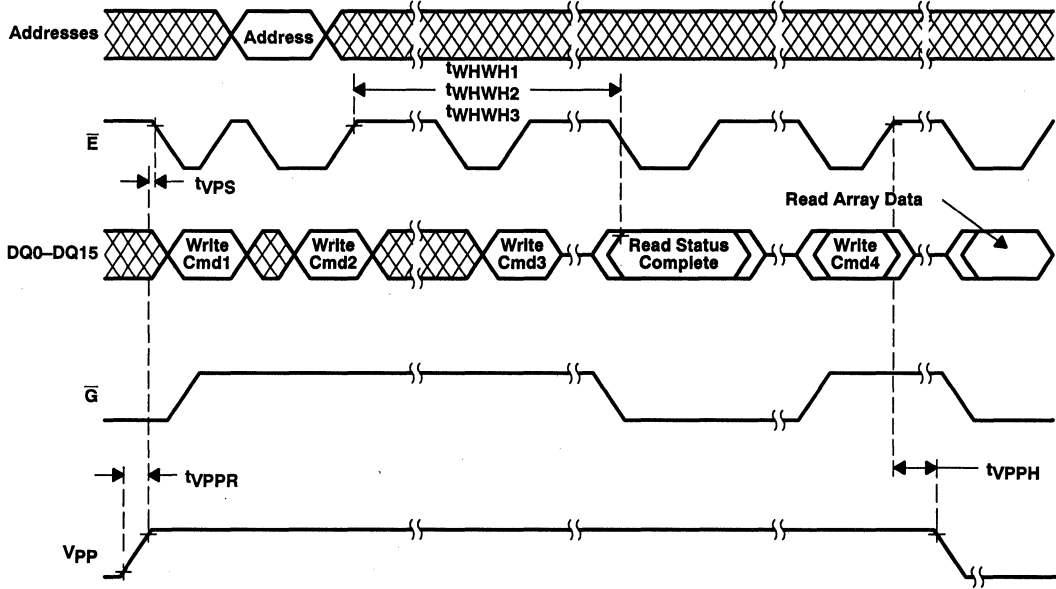 Addresses
Address
tWHWH1
tWHWH2
tWHWH3
E
tVPS
Read Array Data
DQ0–DQ15
Write
Cmd1
Write
Cmd2
Write
Cmd3
Read Status
Complete
Write
Cmd4
G
tVPPR
tVPPH
VPP